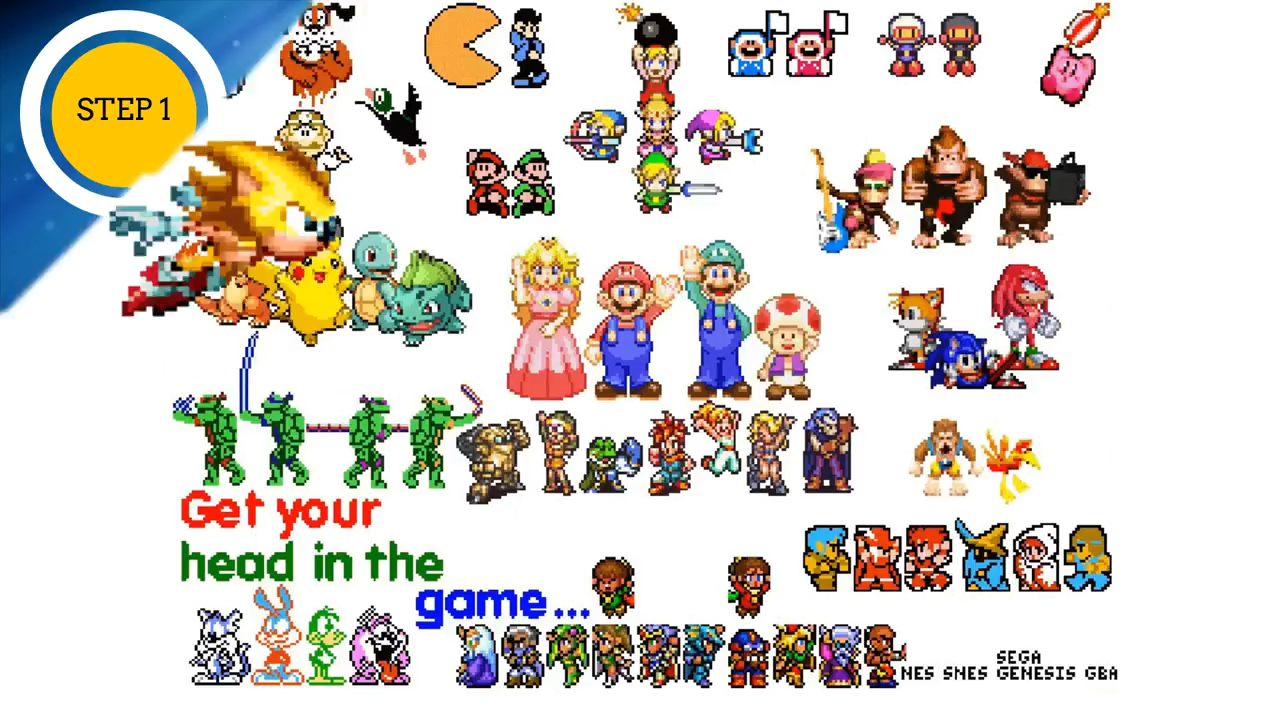 STEP 1
Get your
head in the
game...
SEGA
NES SNES GENESIS GBA